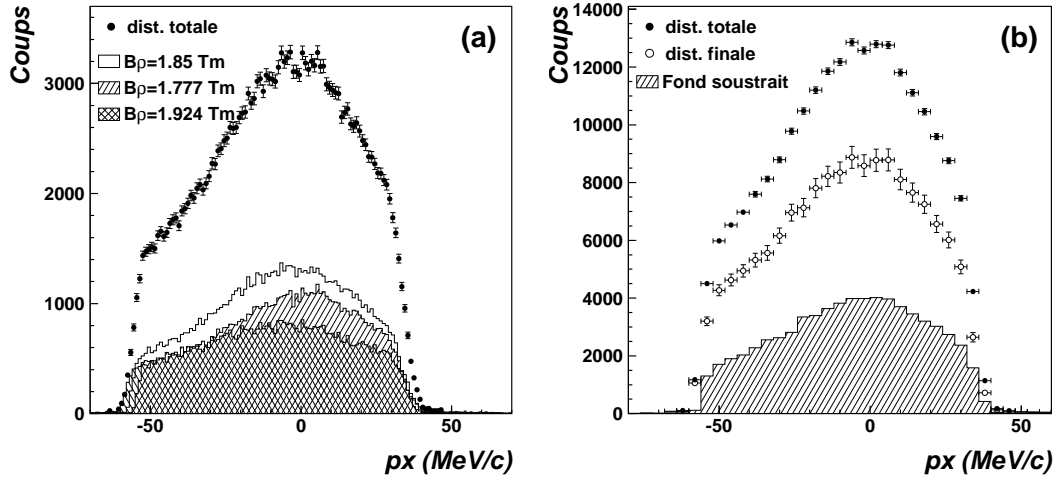 Coups
3000
2000
1000
0
-50
0
50
px (MeV/c)
dist. totale
Bρ=1.85 Tm
Bρ=1.777 Tm
Bρ=1.924 Tm
(a)
Coups
14000
12000
10000
8000
6000
4000
2000
0
-50
0
50
px (MeV/c)
dist. totale
dist. finale
Fond soustrait
(b)